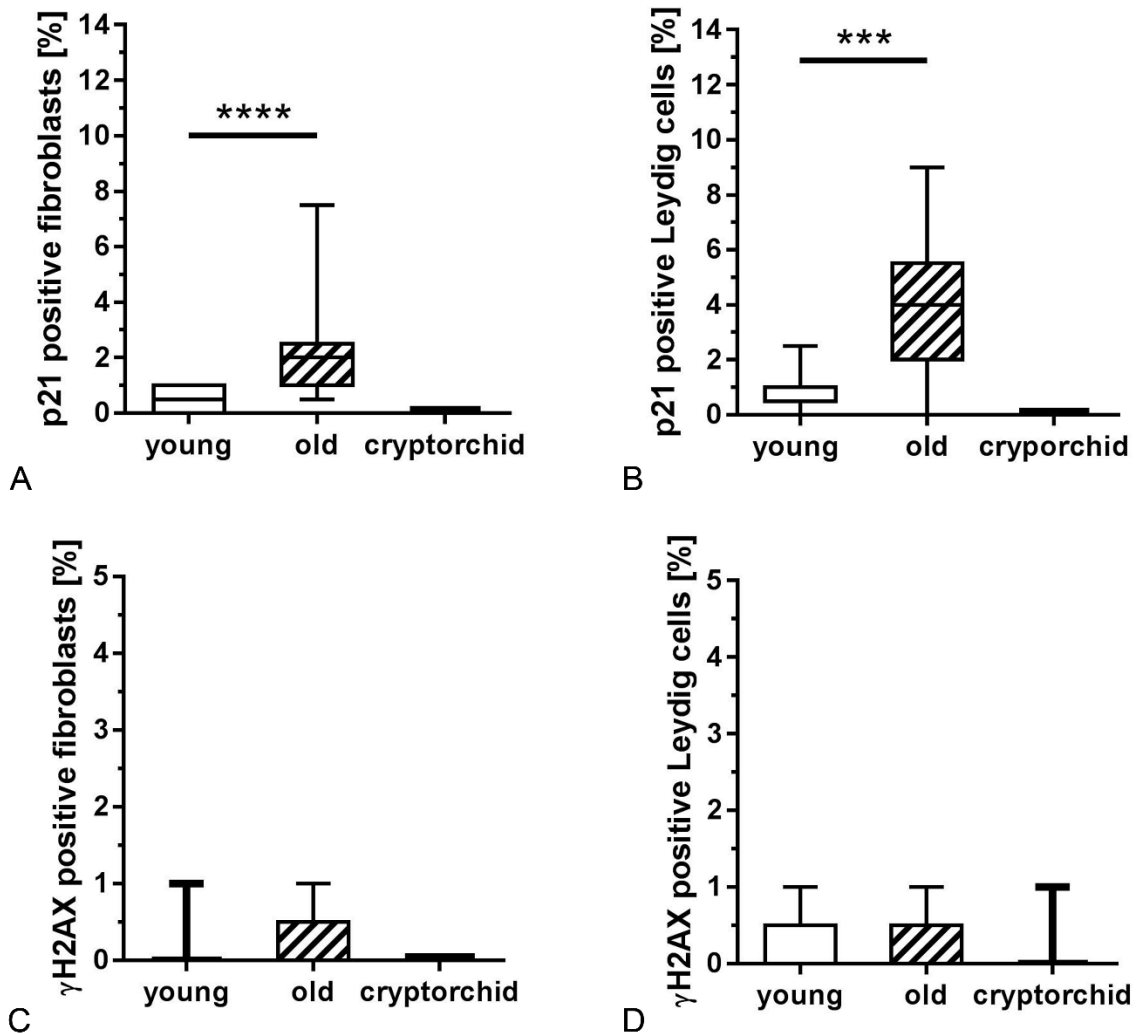 p21 positive fibroblasts [%]
14
12
10
8
6
4
2
0
****
young old cryptorchid
A
p21 positive Leydig cells [%]
14
12
10
8
6
4
2
0
***
young old cryporchid
B
γH2AX positive fibroblasts [%]
5
4
3
2
1
0
young old cryptorchid
C
γH2AX positive Leydig cells [%]
5
4
3
2
1
0
young old cryptorchid
D